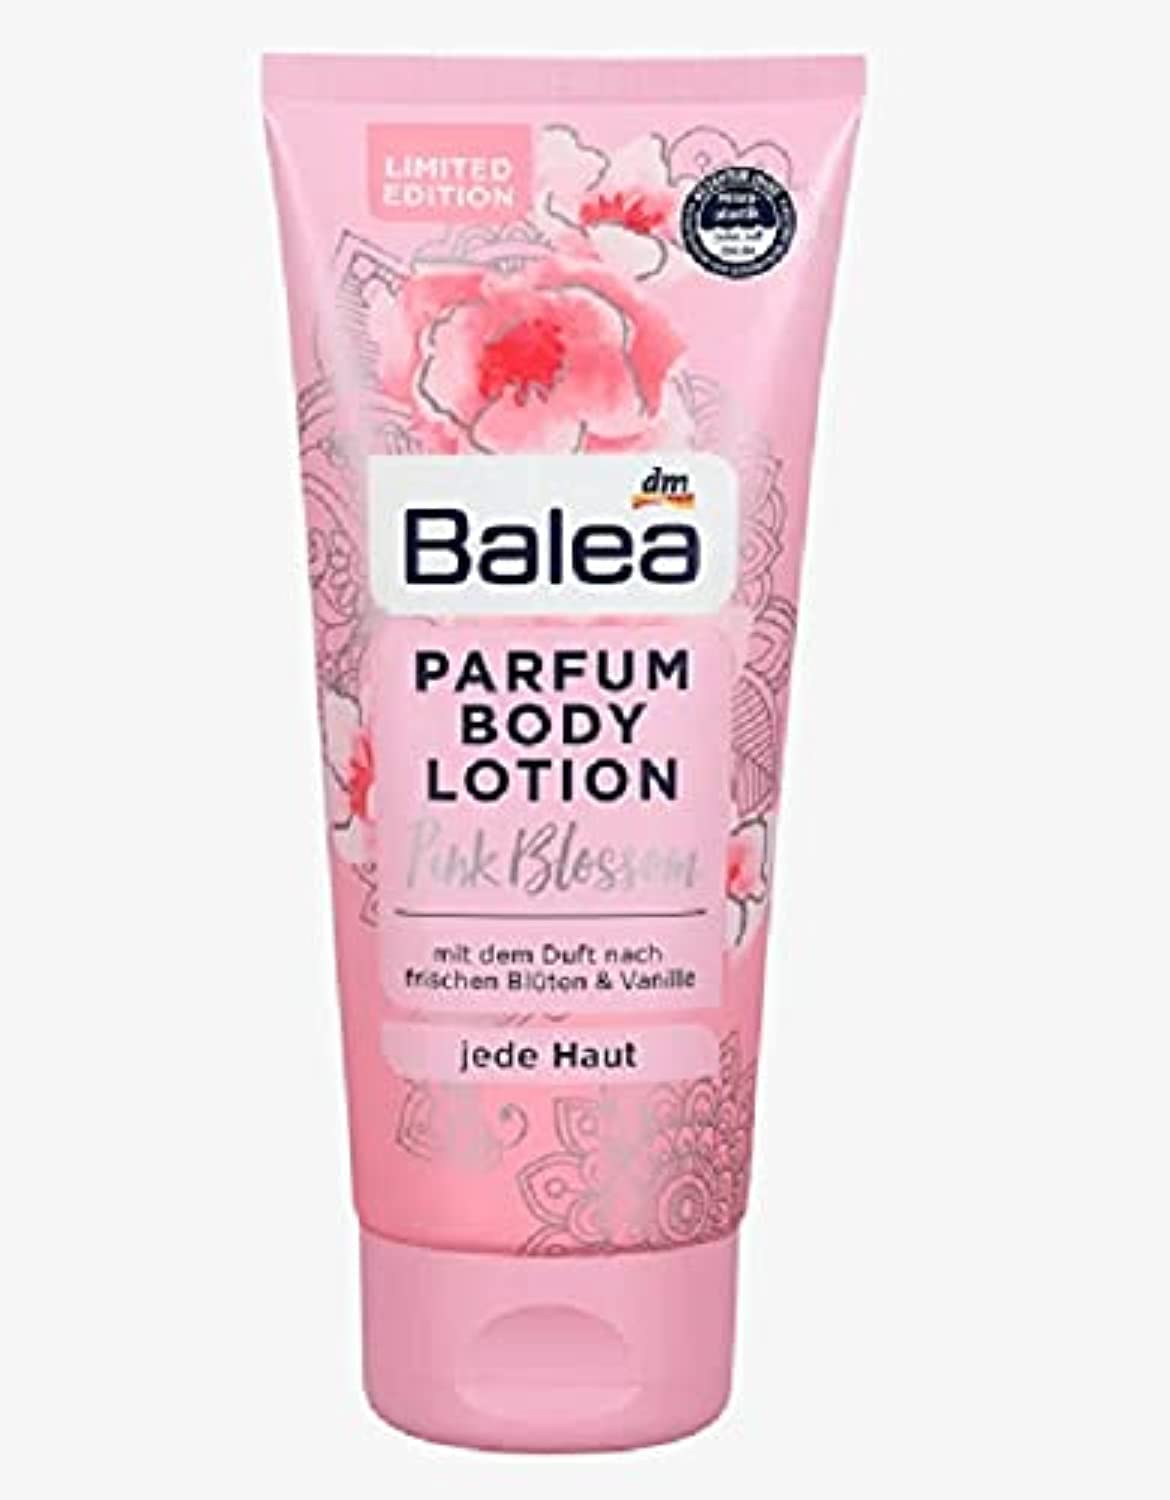 LIMITED
EDITION
dm
Balea
PARFUM
BODY
LOTION
Pink Blossom
mit dem Duft nach
frischen Blüten & Vanille
jede Haut